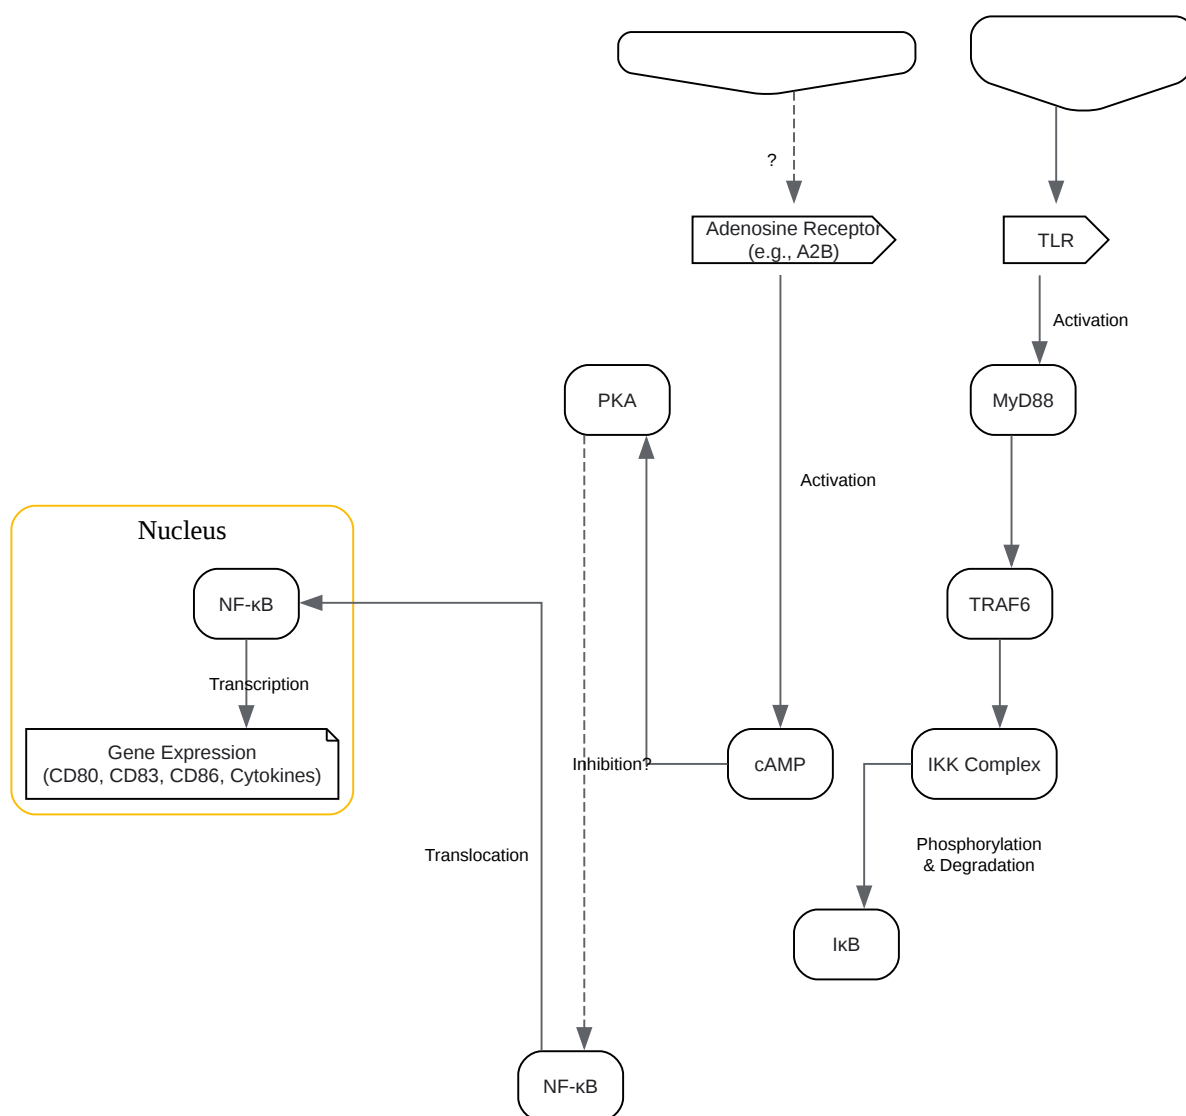 ?
Adenosine Receptor
(e.g., A2B)
TLR
Activation
PKA
MyD88
Activation
Nucleus
NF-κB
TRAF6
Transcription
Gene Expression
(CD80, CD83, CD86, Cytokines)
Inhibition?
cAMP
IKK Complex
Translocation
Phosphorylation
& Degradation
IκB
NF-κB